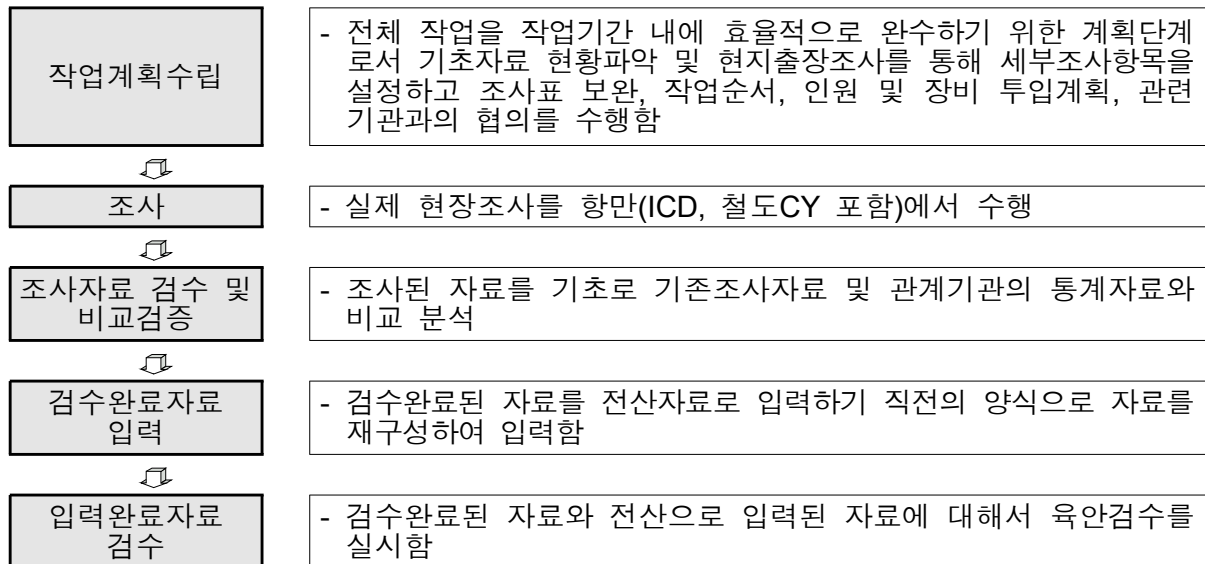 작업계획수립
- 전체 작업을 작업기간 내에 효율적으로 완수하기 위한 계획단계
로서 기초자료 현황파악 및 현지출장조사를 통해 세부조사항목을
설정하고 조사표 보완, 작업순서, 인원 및 장비 투입계획, 관련
기관과의 협의를 수행함
조사
- 실제 현장조사를 항만(ICD, 철도CY 포함)에서 수행
조사자료 검수 및
비교검증
- 조사된 자료를 기초로 기존조사자료 및 관계기관의 통계자료와
비교 분석
검수완료자료
입력
- 검수완료된 자료를 전산자료로 입력하기 직전의 양식으로 자료를
재구성하여 입력함
입력완료자료
검수
- 검수완료된 자료와 전산으로 입력된 자료에 대해서 육안검수를
실시함